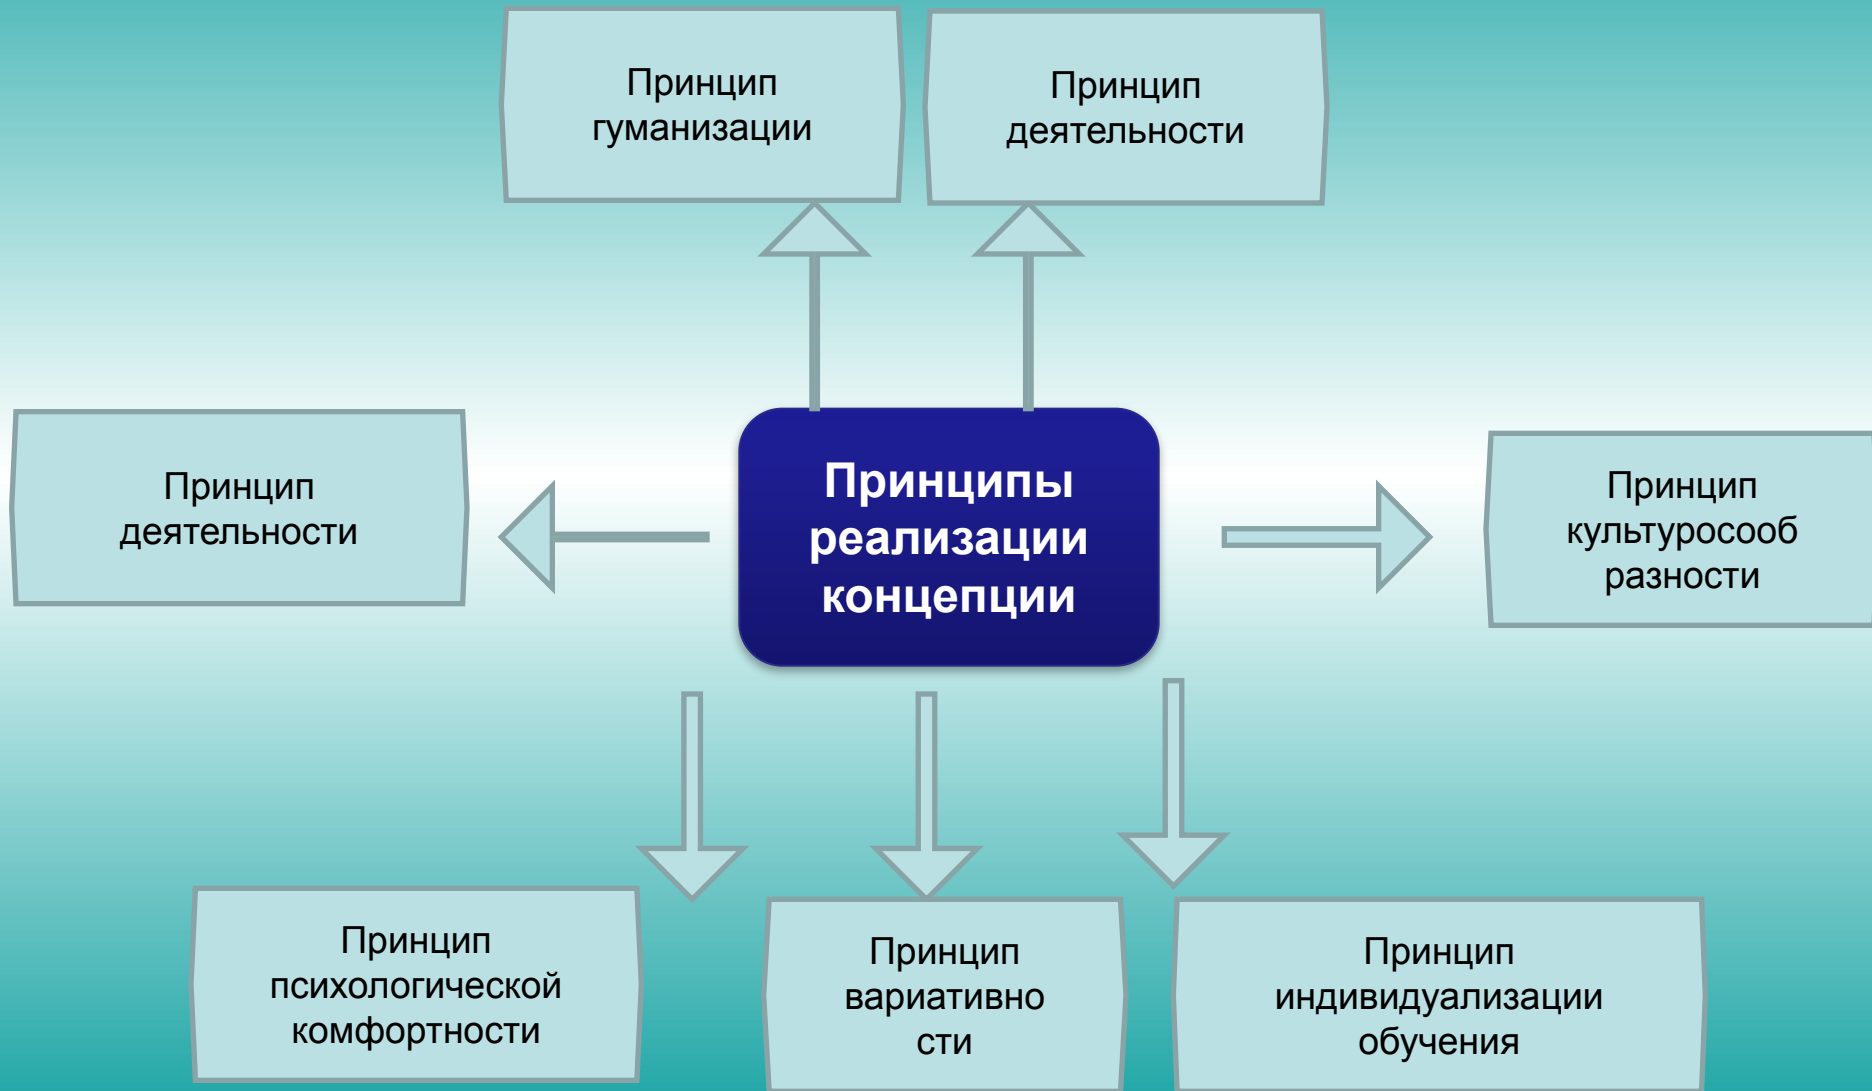 Принцип
гуманизации
Принцип
деятельности
Принцип
деятельности
Принципы
реализации
концепции
Принцип
культуросооб
разности
Принцип
психологической
комфортности
Принцип
вариативно
сти
Принцип
индивидуализации
обучения